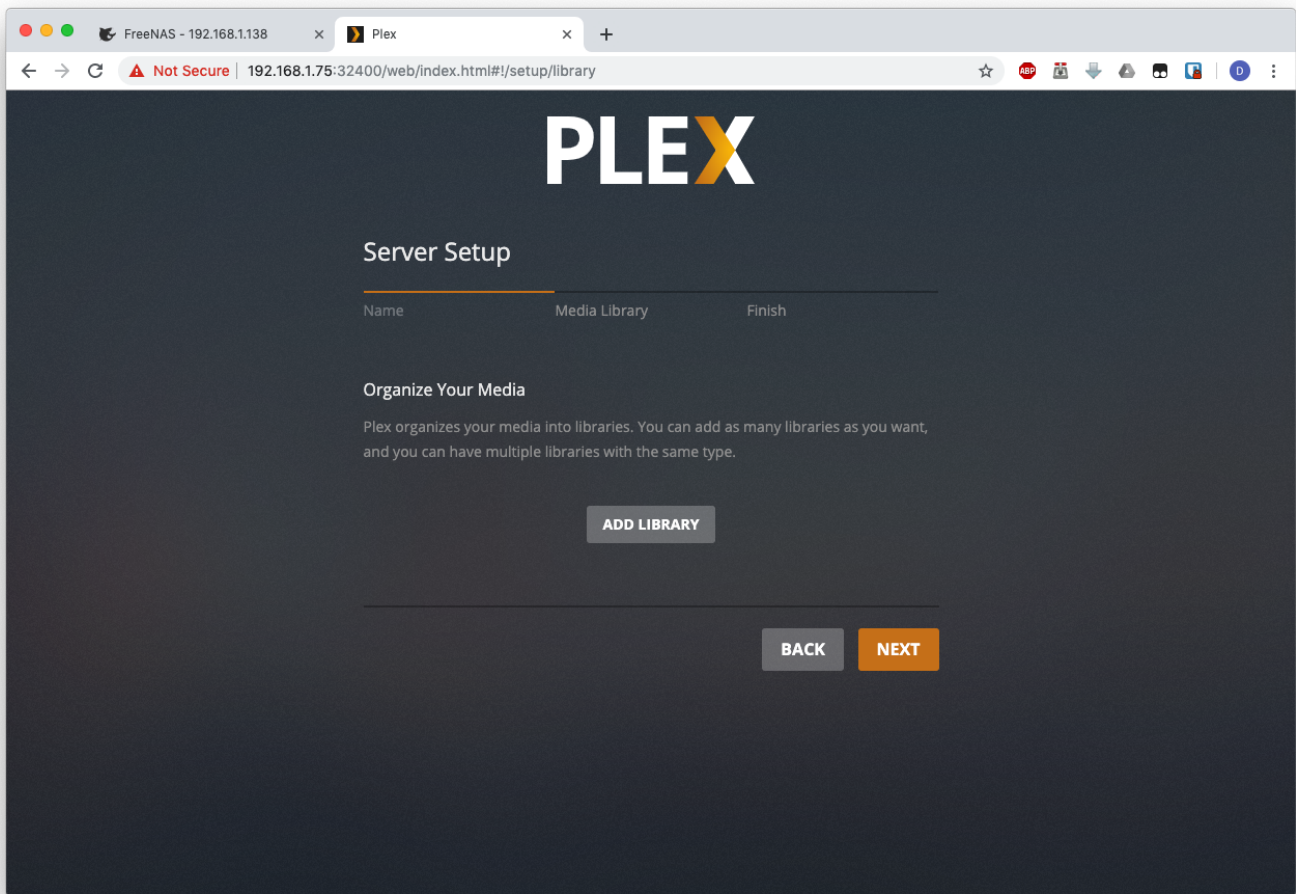 FreeNAS - 192.168.1.138
Plex
Not Secure
192.168.1.75:32400/web/index.html#!/setup/library
ABP
D
PLEX
Server Setup
Name
Media Library
Finish
Organize Your Media
Plex organizes your media into libraries. You can add as many libraries as you want,
and you can have multiple libraries with the same type.
ADD LIBRARY
BACK
NEXT